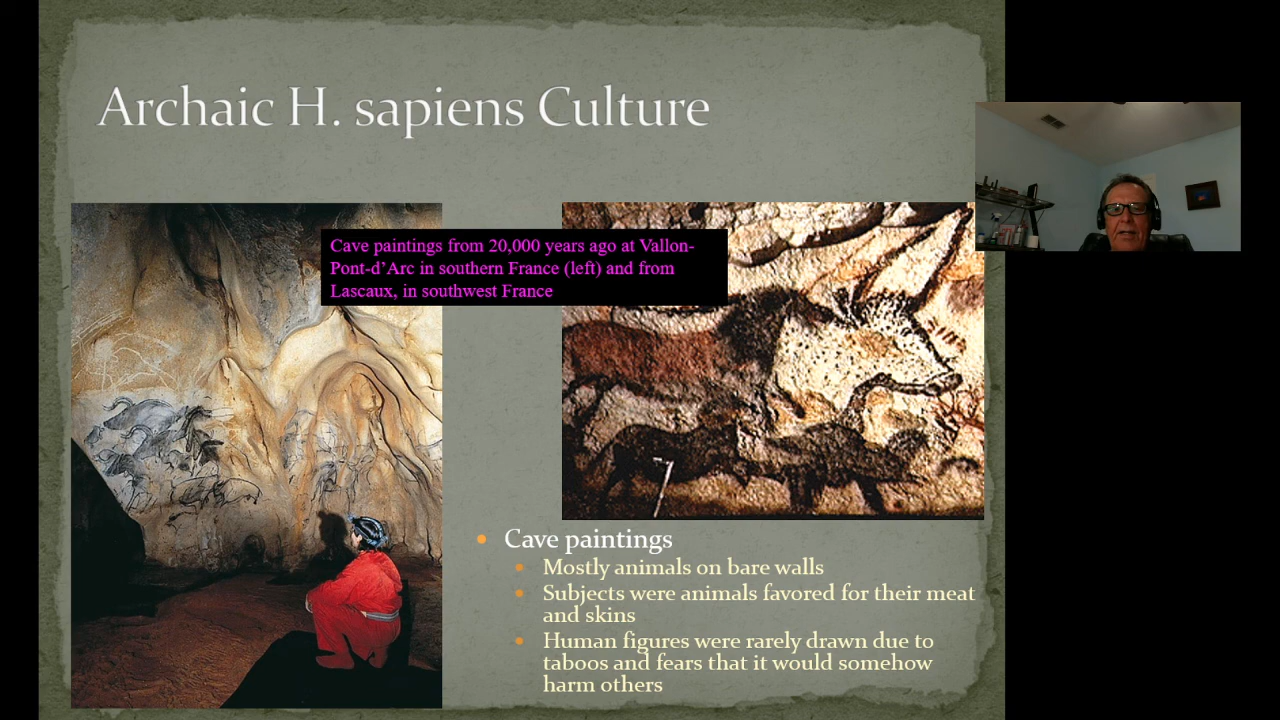 Archaic H. sapiens Culture
Cave paintings from 20,000 years ago at Vallon-
Pont-d’Arc in southern France (left) and from
Lascaux, in southwest France
Cave paintings
Mostly animals on bare walls
Subjects were animals favored for their meat
and skins
Human figures were rarely drawn due to
taboos and fears that it would somehow
harm others